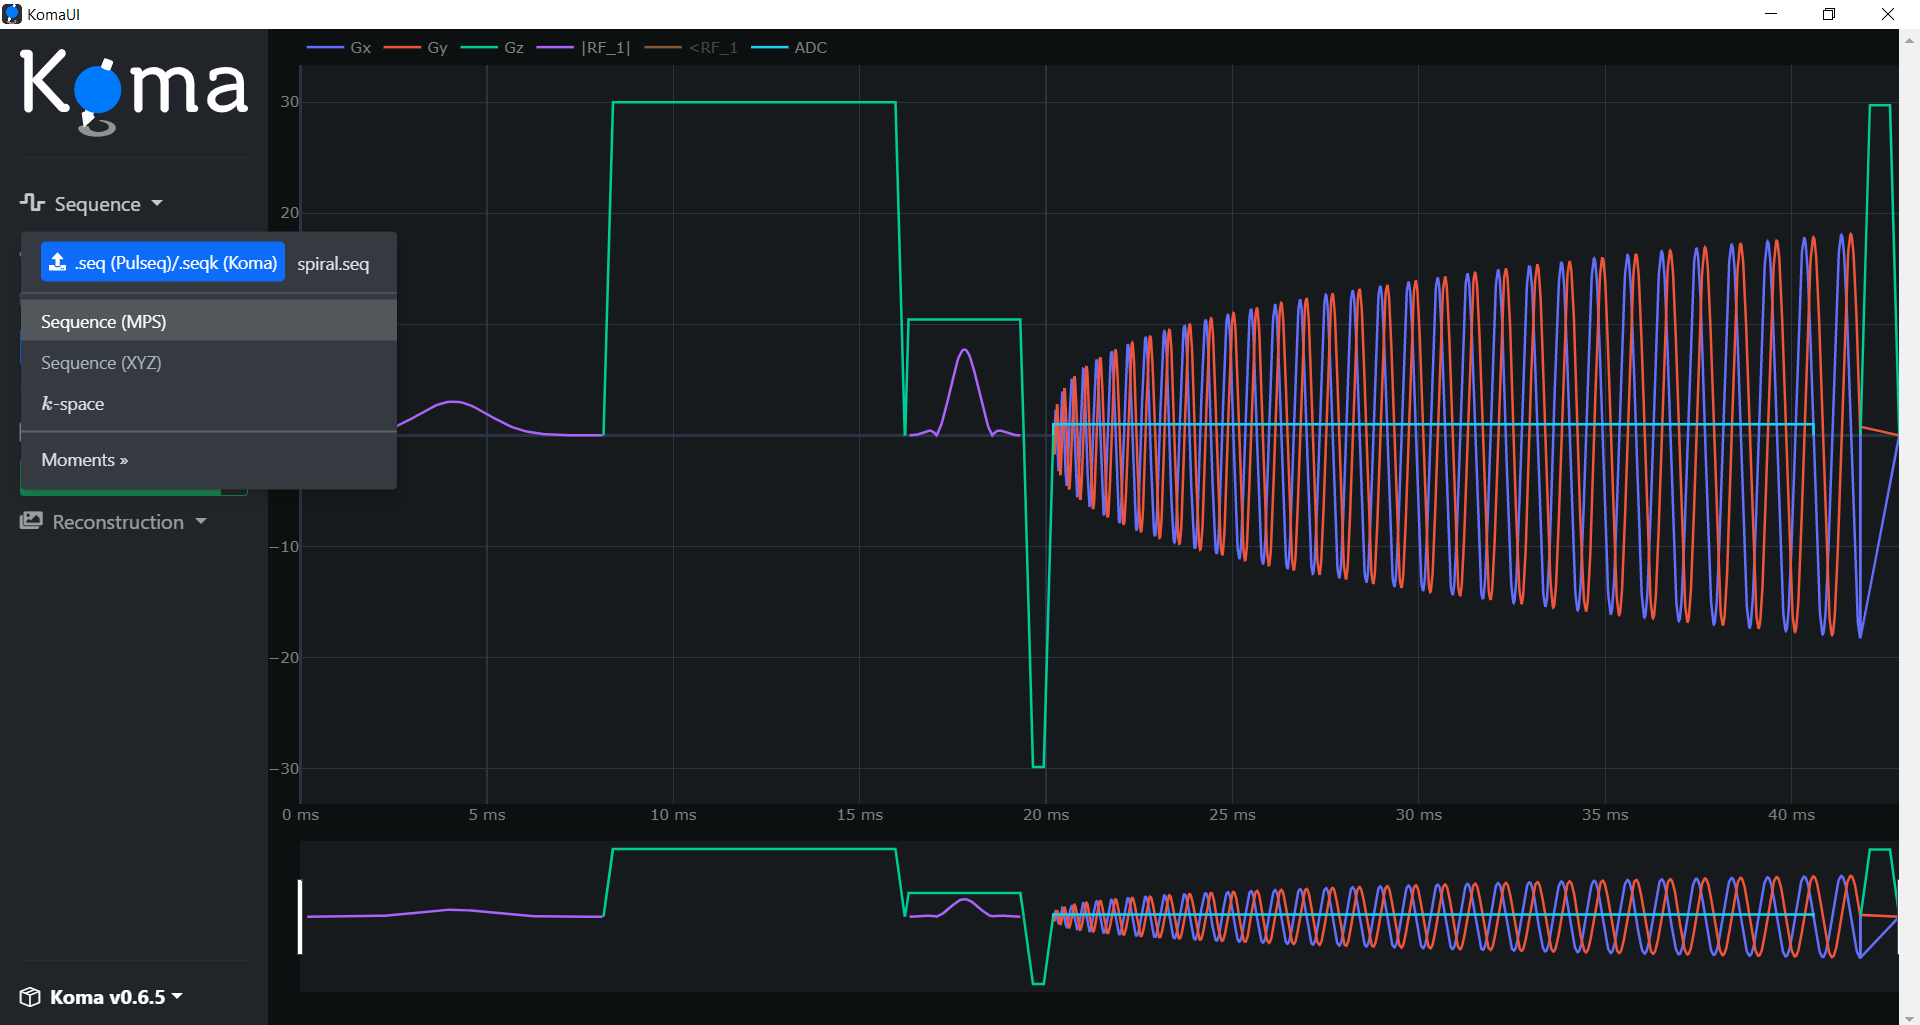 KomaUI
Koma
Sequence
.seq (Pulseq)/.seqk (Koma) spiral.seq
Sequence (MPS)
Sequence (XYZ)
k-space
Moments »
Reconstruction
Koma v0.6.5
Gx Gy Gz |RF_1| <RF_1 ADC
30
20
−10
−20
−30
0 ms 5 ms 10 ms 15 ms 20 ms 25 ms 30 ms 35 ms 40 ms